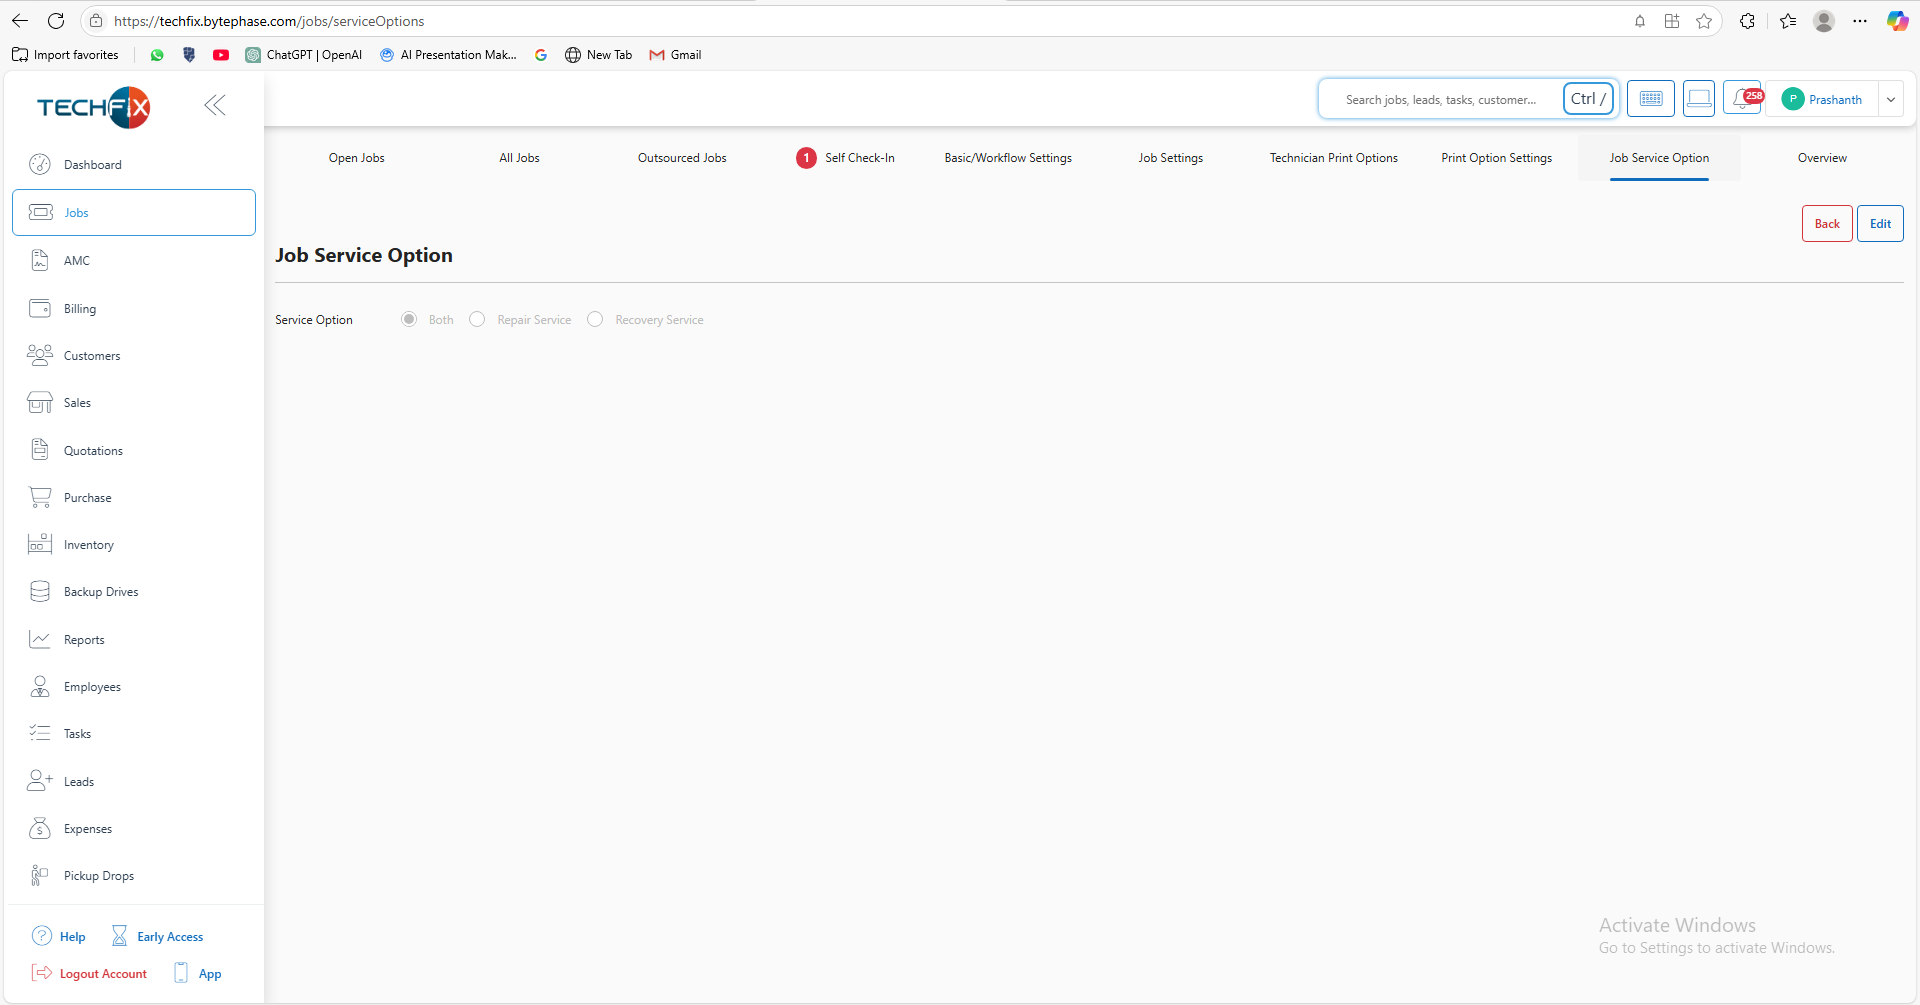 https://techfix.bytephase.com/jobs/serviceOptions
Import favorites
ChatGPT | OpenAI
AI Presentation Mak...
New Tab
Gmail
TECHFIX
Search jobs, leads, tasks, customer...
Ctrl /
258
P
Prashanth
Dashboard
Jobs
AMC
Billing
Customers
Sales
Quotations
Purchase
Inventory
Backup Drives
Reports
Employees
Tasks
Leads
Expenses
Pickup Drops
Help
Early Access
Logout Account
App
Open Jobs
All Jobs
Outsourced Jobs
1 Self Check-In
Basic/Workflow Settings
Job Settings
Technician Print Options
Print Option Settings
Job Service Option
Overview
Back
Edit
Job Service Option
Service Option Both Repair Service Recovery Service
Activate Windows
Go to Settings to activate Windows.